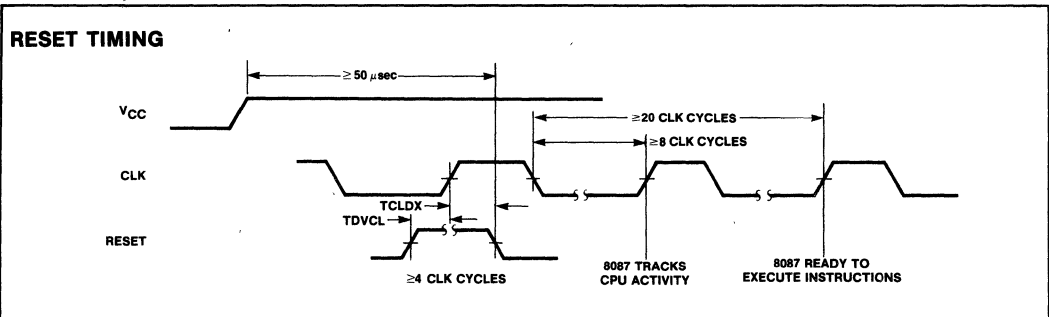 RESET TIMING
≥ 50 μsec
VCC
≥20 CLK CYCLES
≥8 CLK CYCLES
CLK
TCLDX
TDVCL
RESET
≥4 CLK CYCLES
8087 TRACKS
CPU ACTIVITY
8087 READY TO
EXECUTE INSTRUCTIONS